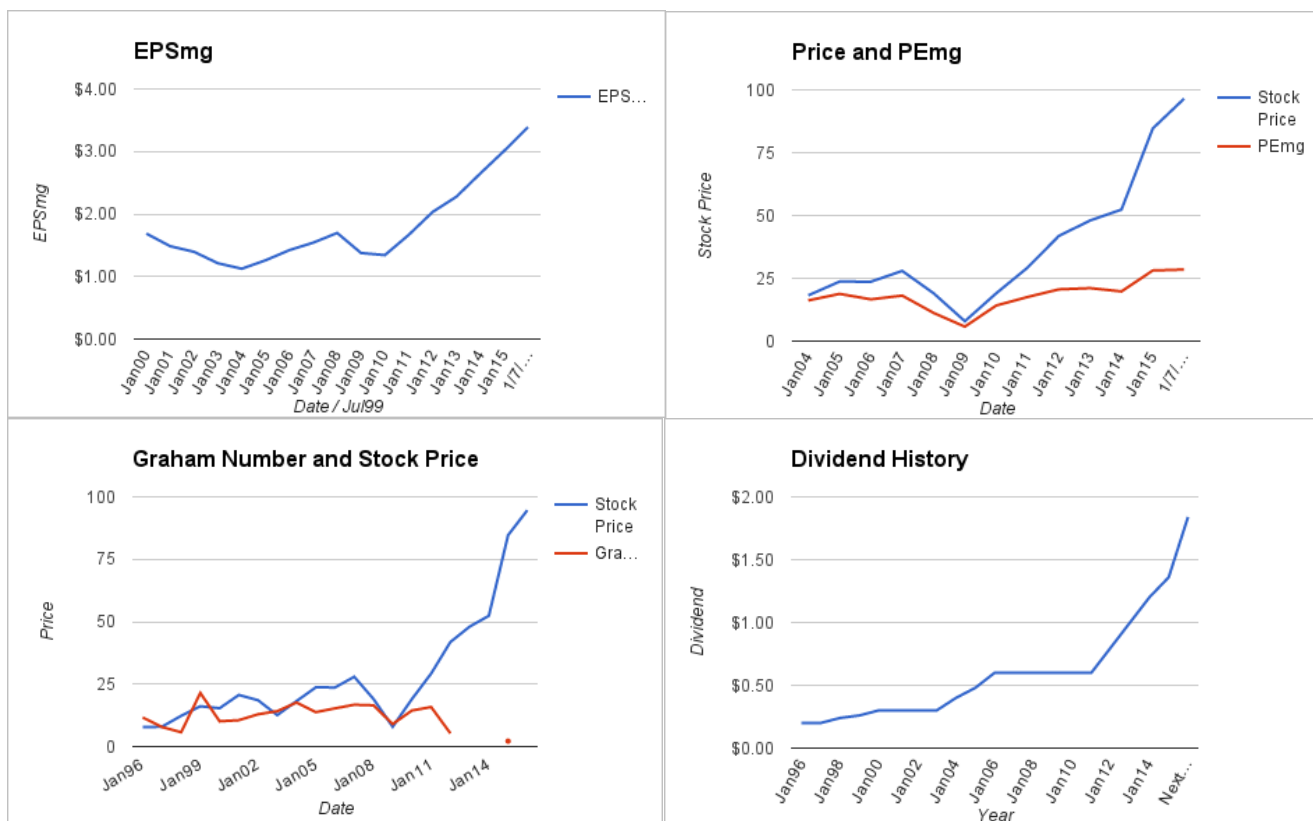 EPSmg
$4.00
$3.00
$2.00
$1.00
$0.00
EPSmg
EPS...
Jan00
Jan01
Jan02
Jan03
Jan04
Jan05
Jan06
Jan07
Jan08
Jan09
Jan10
Jan11
Jan12
Jan13
Jan14
Jan15
1/7/...
Date / Jul99
Price and PEmg
100
75
50
25
0
Stock Price
Stock
Price
PEmg
Jan04
Jan05
Jan06
Jan07
Jan08
Jan09
Jan10
Jan11
Jan12
Jan13
Jan14
Jan15
1/7/...
Date
Graham Number and Stock Price
100
75
50
25
0
Price
Stock
Price
Gra...
Jan96
Jan99
Jan02
Jan05
Jan08
Jan11
Jan14
Date
Dividend History
$2.00
$1.50
$1.00
$0.50
$0.00
Dividend
Jan96
Jan98
Jan00
Jan02
Jan04
Jan06
Jan08
Jan10
Jan12
Jan14
Next...
Year